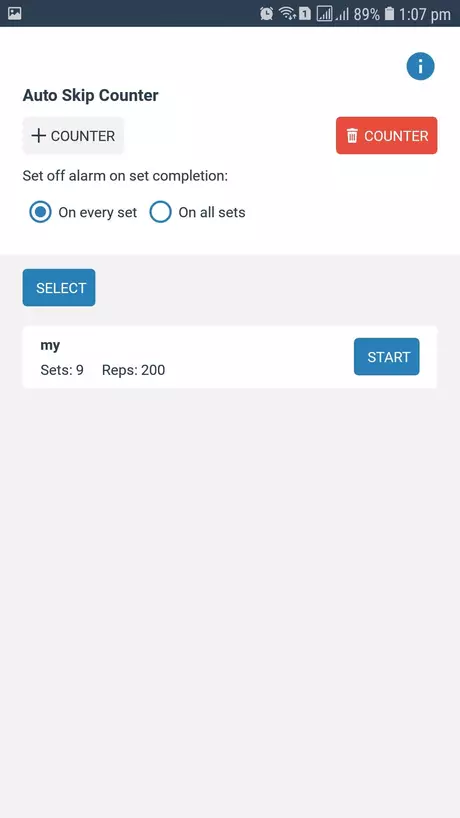 1 89% 1:07 pm
Auto Skip Counter
+ COUNTER
COUNTER
Set off alarm on set completion:
On every set On all sets
SELECT
my
Sets: 9 Reps: 200
START